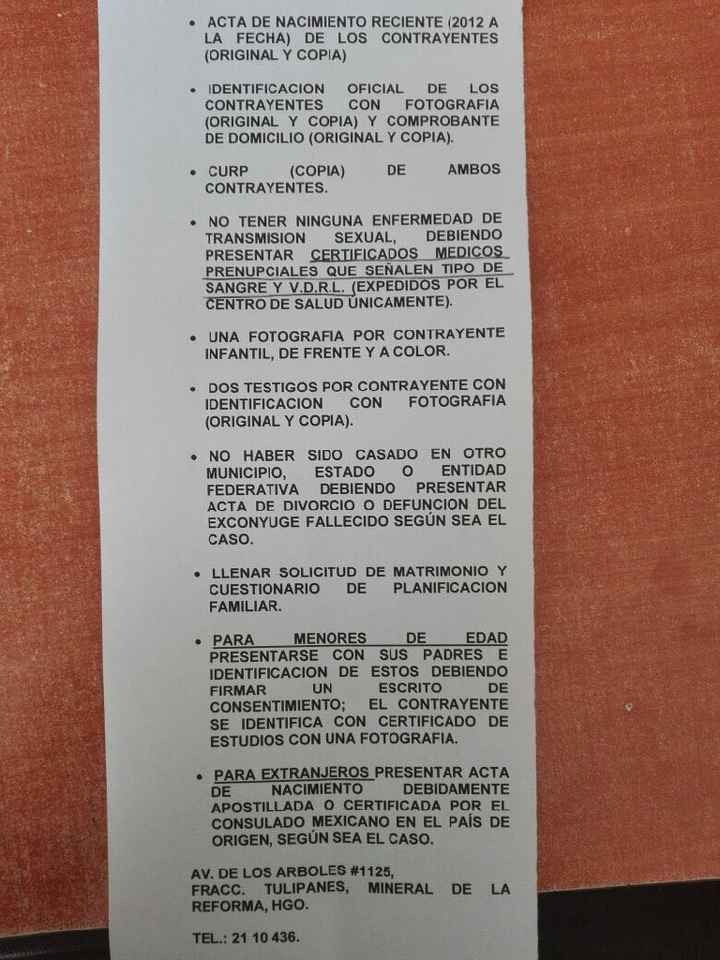 • ACTA DE NACIMIENTO RECIENTE (2012 A
LA FECHA) DE LOS CONTRAYENTES
(ORIGINAL Y COPIA)
• IDENTIFICACION OFICIAL DE LOS
CONTRAYENTES CON FOTOGRAFIA
(ORIGINAL Y COPIA) Y COMPROBANTE
DE DOMICILIO (ORIGINAL Y COPIA).
• CURP (COPIA) DE AMBOS
CONTRAYENTES.
• NO TENER NINGUNA ENFERMEDAD DE
TRANSMISION SEXUAL, DEBIENDO
PRESENTAR CERTIFICADOS MEDICOS
PRENUPCIALES QUE SEÑALEN TIPO DE
SANGRE Y V.D.R.L. (EXPEDIDOS POR EL
CENTRO DE SALUD ÚNICAMENTE).
• UNA FOTOGRAFIA POR CONTRAYENTE
INFANTIL, DE FRENTE Y A COLOR.
• DOS TESTIGOS POR CONTRAYENTE CON
IDENTIFICACION CON FOTOGRAFIA
(ORIGINAL Y COPIA).
• NO HABER SIDO CASADO EN OTRO
MUNICIPIO, ESTADO O ENTIDAD
FEDERATIVA DEBIENDO PRESENTAR
ACTA DE DIVORCIO O DEFUNCION DEL
EXCONYUGE FALLECIDO SEGÚN SEA EL
CASO.
• LLENAR SOLICITUD DE MATRIMONIO Y
CUESTIONARIO DE PLANIFICACION
FAMILIAR.
• PARA MENORES DE EDAD
PRESENTARSE CON SUS PADRES E
IDENTIFICACION DE ESTOS DEBIENDO
FIRMAR UN ESCRITO DE
CONSENTIMIENTO; EL CONTRAYENTE
SE IDENTIFICA CON CERTIFICADO DE
ESTUDIOS CON UNA FOTOGRAFIA.
• PARA EXTRANJEROS PRESENTAR ACTA
DE NACIMIENTO DEBIDAMENTE
APOSTILLADA O CERTIFICADA POR EL
CONSULADO MEXICANO EN EL PAÍS DE
ORIGEN, SEGÚN SEA EL CASO.
AV. DE LOS ARBOLES #1125,
FRACC. TULIPANES, MINERAL DE LA
REFORMA, HGO.
TEL.: 21 10 436.